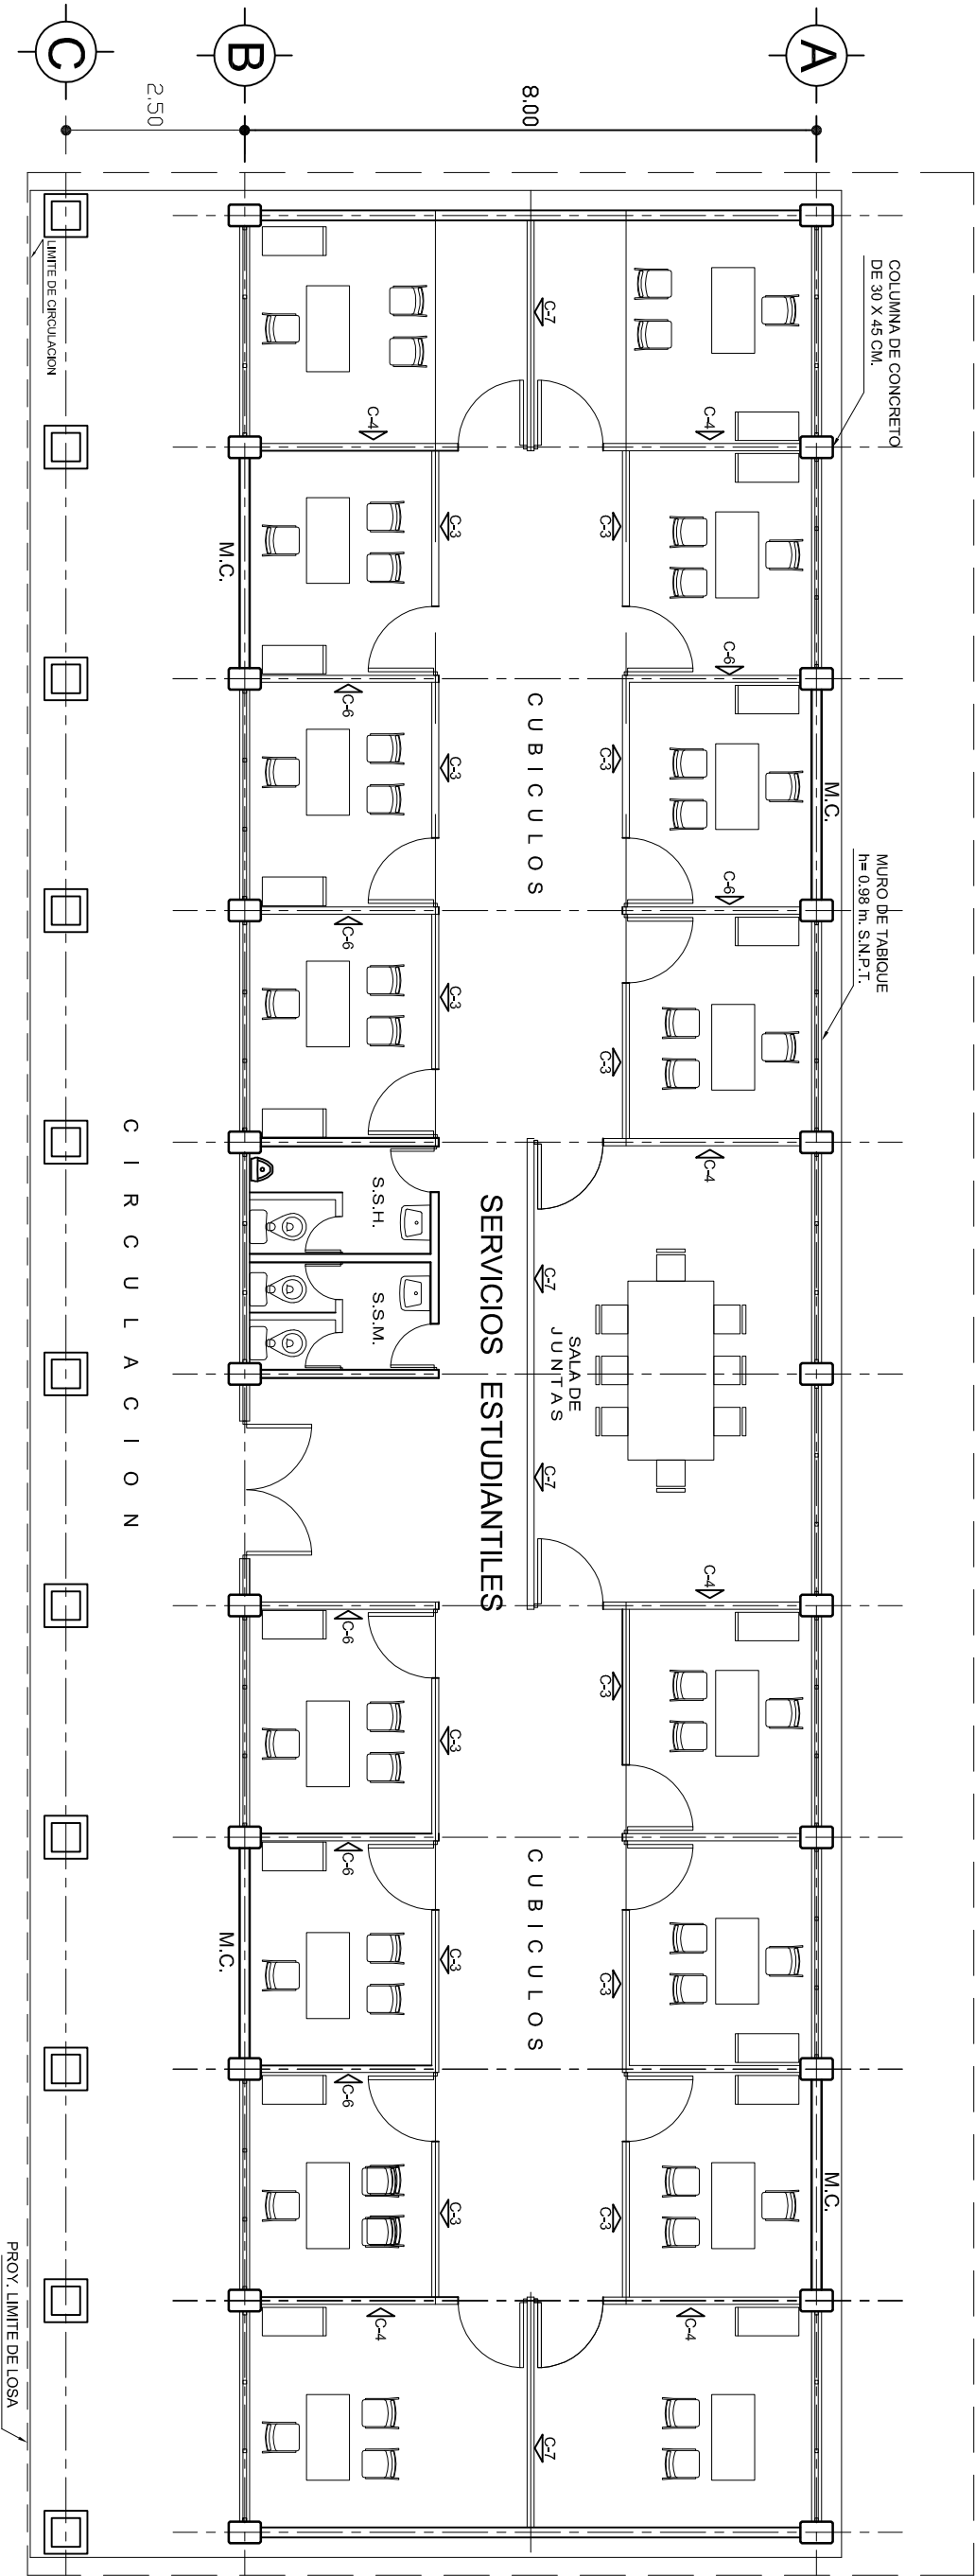 A
B
C
8.00
2.50
COLUMNA DE CONCRETO
DE 30 X 45 CM.
MURO DE TABIQUE
h= 0.98 m. S.N.P.T.
M.C.
M.C.
C-4
C-6
C-6
C-4
C-4
C-4
C-7
C-3
C-3
C-3
C-3
C-3
C-3
CUBICULOS
SALA DE
JUNTAS
C-7
C-7
CUBICULOS
C-7
SERVICIOS ESTUDIANTILES
C-3
C-3
C-3
C-3
C-3
C-3
S.S.H.
S.S.M.
C-4
C-6
C-6
C-6
C-6
C-6
C-4
M.C.
M.C.
CIRCULACION
LIMITE DE CIRCULACION
PROY. LIMITE DE LOSA